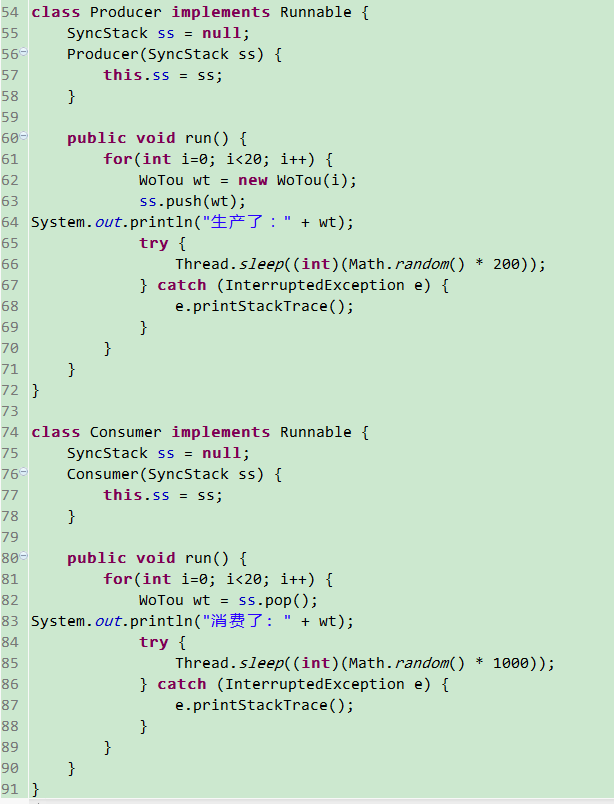 54 class Producer implements Runnable {
55     SyncStack ss = null;
56     Producer(SyncStack ss) {
57         this.ss = ss;
58     }
59
60     public void run() {
61         for(int i=0; i<20; i++) {
62             WoTou wt = new WoTou(i);
63             ss.push(wt);
64 System.out.println("生产了：" + wt);
65             try {
66                 Thread.sleep((int)(Math.random() * 200));
67             } catch (InterruptedException e) {
68                 e.printStackTrace();
69             }
70         }
71     }
72 }
73
74 class Consumer implements Runnable {
75     SyncStack ss = null;
76     Consumer(SyncStack ss) {
77         this.ss = ss;
78     }
79
80     public void run() {
81         for(int i=0; i<20; i++) {
82             WoTou wt = ss.pop();
83 System.out.println("消费了: " + wt);
84             try {
85                 Thread.sleep((int)(Math.random() * 1000));
86             } catch (InterruptedException e) {
87                 e.printStackTrace();
88             }
89         }
90     }
91 }